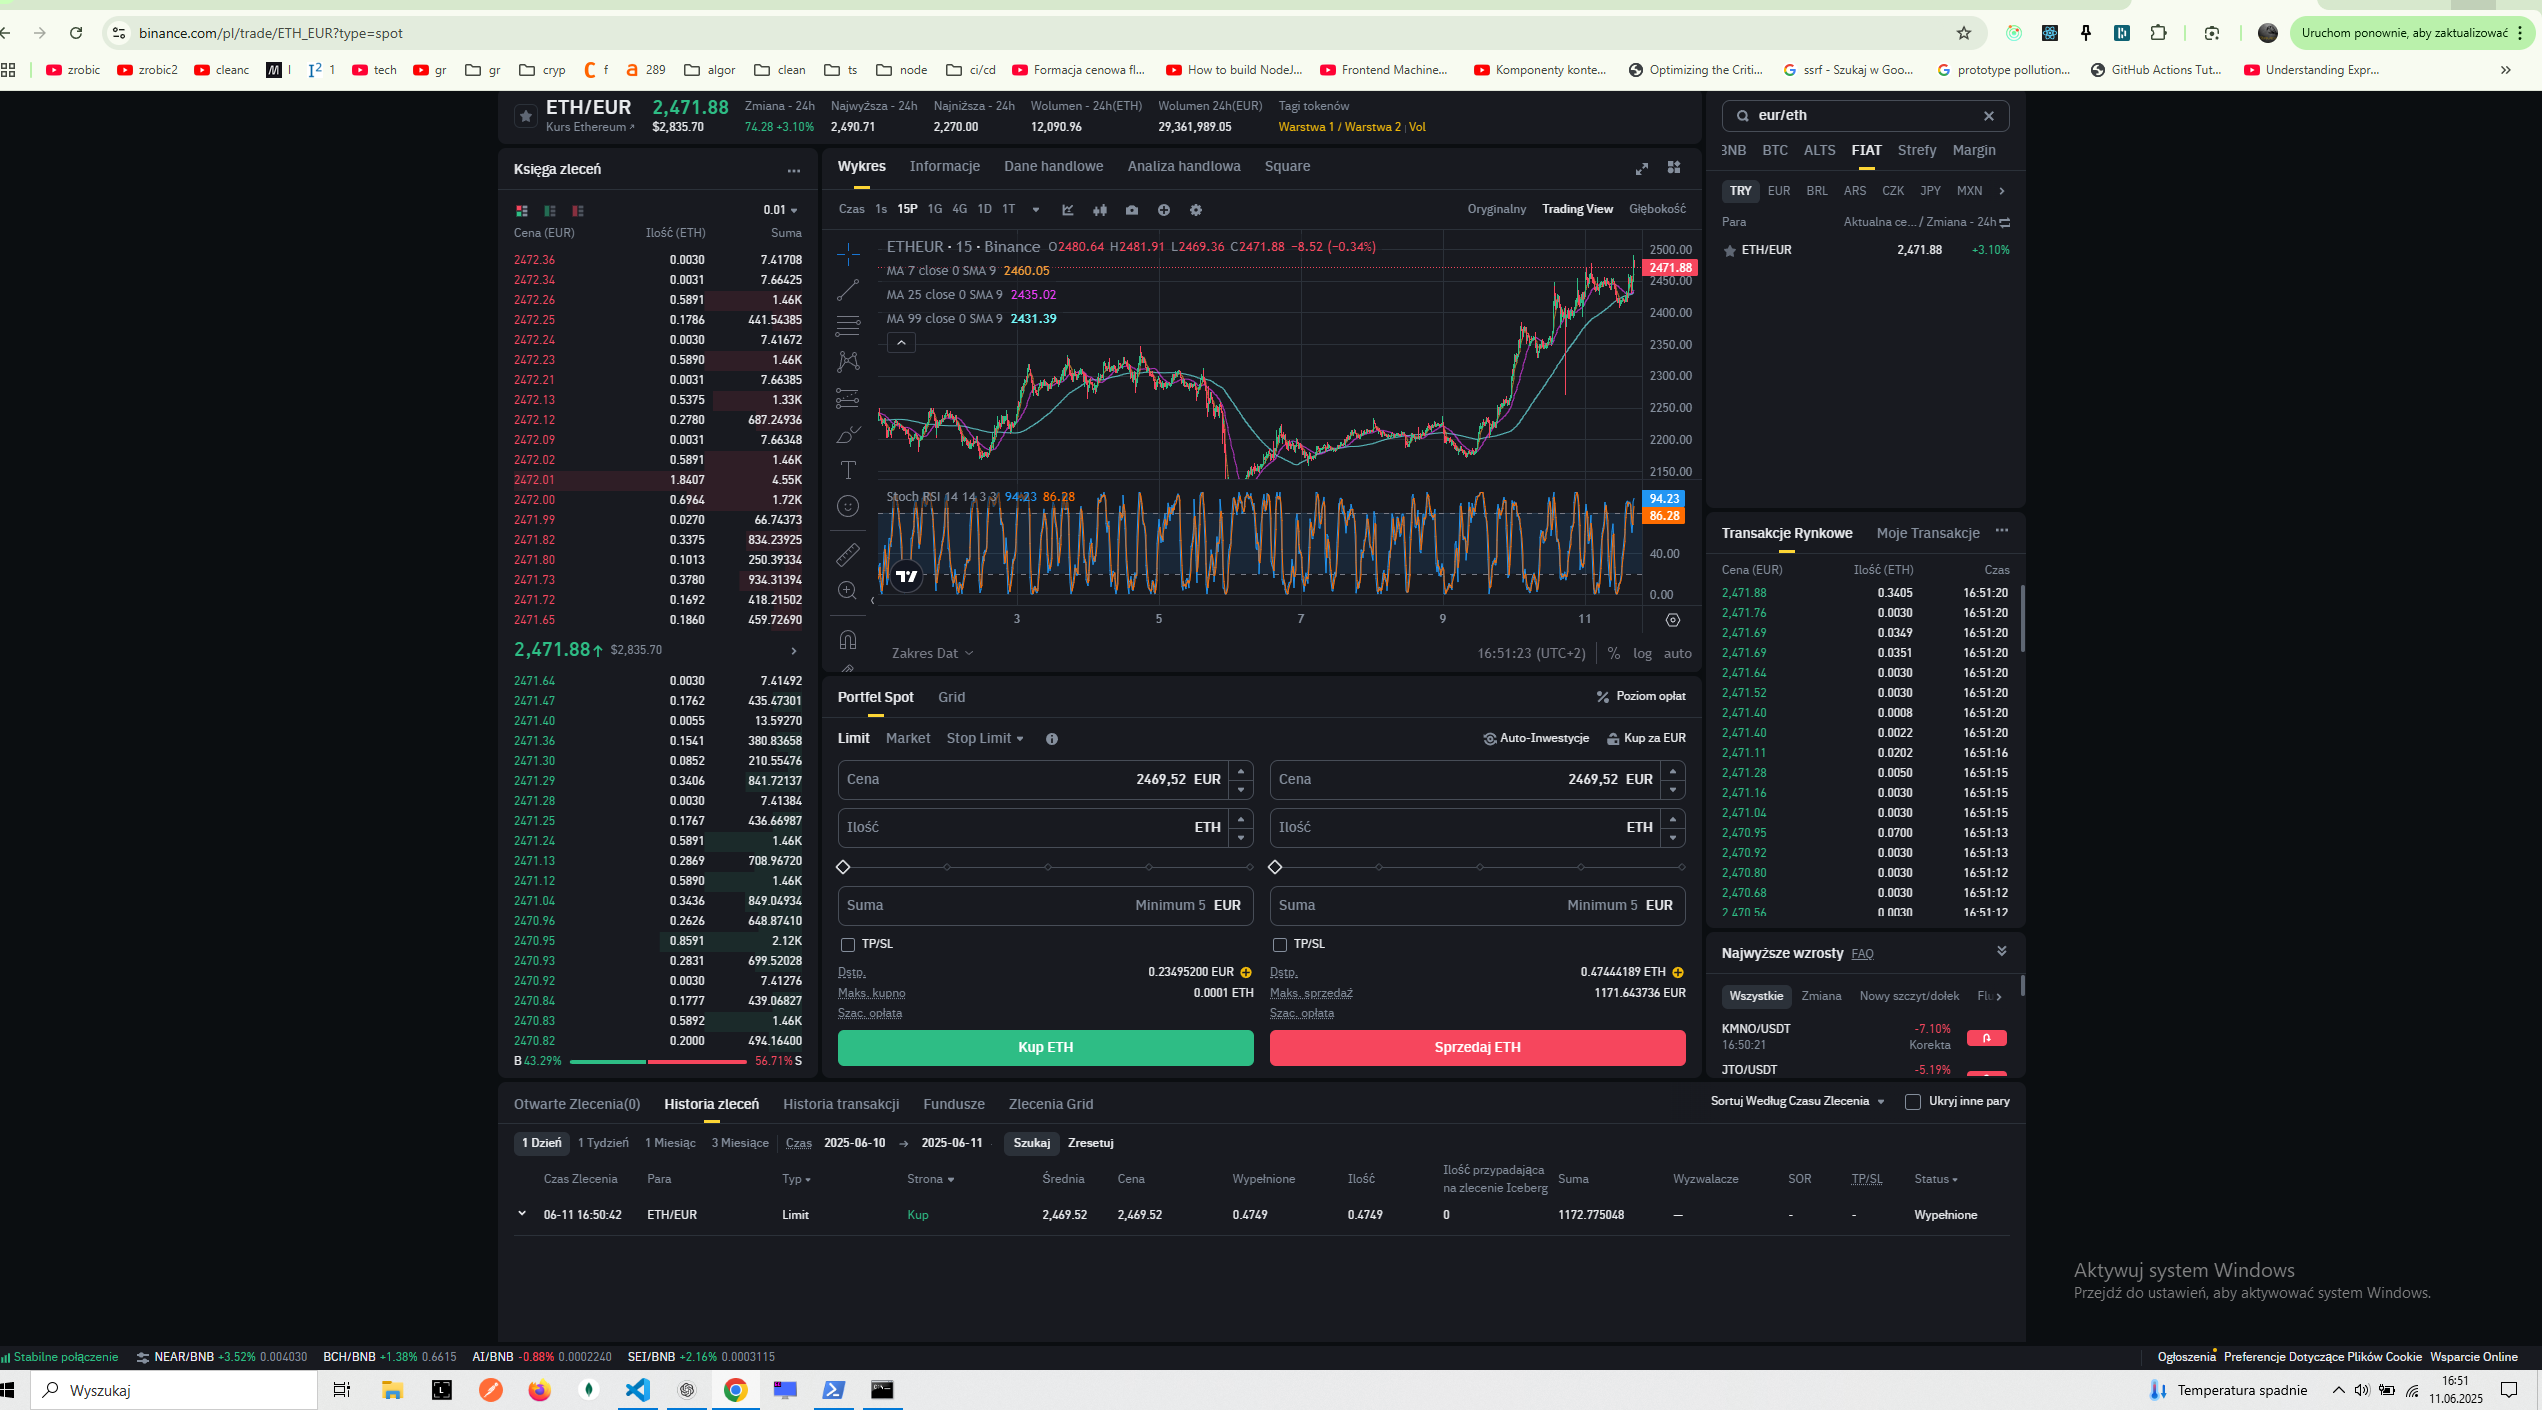 binance.com/pl/trade/ETH_EUR?type=spot
Uruchom ponownie, aby zaktualizować
zrobic zrobic2 cleanc I 1 tech gr gr cryp f 289 algor clean ts node ci/cd Formacja cenowa fl... How to build NodeJ... Frontend Machine... Komponenty konte... Optimizing the Criti... ssrf - Szukaj w Goo... prototype pollution... GitHub Actions Tut... Understanding Expr...
ETH/EUR
Kurs Ethereum
2,471.88
$2,835.70
Zmiana - 24h
74.28 +3.10%
Najwyższa - 24h
2,490.71
Najniższa - 24h
2,270.00
Wolumen - 24h(ETH)
12,090.96
Wolumen 24h(EUR)
29,361,989.05
Tagi tokenów
Warstwa 1 / Warstwa 2 | Vol
Księga zleceń
0.01
Cena (EUR) Ilość (ETH) Suma
2472.36 0.0030 7.41708
2472.34 0.0031 7.66425
2472.26 0.5891 1.46K
2472.25 0.1786 441.54385
2472.24 0.0030 7.41672
2472.23 0.5890 1.46K
2472.21 0.0031 7.66385
2472.13 0.5375 1.33K
2472.12 0.2780 687.24936
2472.09 0.0031 7.66348
2472.02 0.5891 1.46K
2472.01 1.8407 4.55K
2472.00 0.6964 1.72K
2471.99 0.0270 66.74373
2471.82 0.3375 834.23925
2471.80 0.1013 250.39334
2471.73 0.3780 934.31394
2471.72 0.1692 418.21502
2471.65 0.1860 459.72690
2,471.88↑ $2,835.70
2471.64 0.0030 7.41492
2471.47 0.1762 435.47301
2471.40 0.0055 13.59270
2471.36 0.1541 380.83658
2471.30 0.0852 210.55476
2471.29 0.3406 841.72137
2471.28 0.0030 7.41384
2471.25 0.1767 436.66987
2471.24 0.5891 1.46K
2471.13 0.2869 708.96720
2471.12 0.5890 1.46K
2471.04 0.3436 849.04934
2470.96 0.2626 648.87410
2470.95 0.8591 2.12K
2470.93 0.2831 699.52028
2470.92 0.0030 7.41276
2470.84 0.1777 439.06827
2470.83 0.5892 1.46K
2470.82 0.2000 494.16400
B 43.29% 56.71% S
Wykres Informacje Dane handlowe Analiza handlowa Square
Czas 1s 15P 1G 4G 1D 1T
Oryginalny Trading View Głębokość
ETHEUR · 15 · Binance O2480.64 H2481.91 L2469.36 C2471.88 −8.52 (−0.34%)
MA 7 close 0 SMA 9 2460.05
MA 25 close 0 SMA 9 2435.02
MA 99 close 0 SMA 9 2431.39
2500.00
2471.88
2450.00
2400.00
2350.00
2300.00
2250.00
2200.00
2150.00
Stoch RSI 14 14 3 3 94.23 86.28
94.23
86.28
40.00
0.00
3 5 7 9 11
Zakres Dat
16:51:23 (UTC+2) % log auto
Portfel Spot Grid
Poziom opłat
Limit Market Stop Limit
Auto-Inwestycje Kup za EUR
Cena 2469,52 EUR
Ilość ETH
Suma Minimum 5 EUR
TP/SL
Dstp. 0.23495200 EUR
Maks. kupno 0.0001 ETH
Szac. opłata
Kup ETH
Cena 2469,52 EUR
Ilość ETH
Suma Minimum 5 EUR
TP/SL
Dstp. 0.47444189 ETH
Maks. sprzedaż 1171.643736 EUR
Szac. opłata
Sprzedaj ETH
eur/eth
BNB BTC ALTS FIAT Strefy Margin
TRY EUR BRL ARS CZK JPY MXN
Para Aktualna ce... / Zmiana - 24h
ETH/EUR 2,471.88 +3.10%
Transakcje Rynkowe Moje Transakcje
Cena (EUR) Ilość (ETH) Czas
2,471.88 0.3405 16:51:20
2,471.76 0.0030 16:51:20
2,471.69 0.0349 16:51:20
2,471.69 0.0351 16:51:20
2,471.64 0.0030 16:51:20
2,471.52 0.0030 16:51:20
2,471.40 0.0008 16:51:20
2,471.40 0.0022 16:51:20
2,471.11 0.0202 16:51:16
2,471.28 0.0050 16:51:15
2,471.16 0.0030 16:51:15
2,471.04 0.0030 16:51:15
2,470.95 0.0700 16:51:13
2,470.92 0.0030 16:51:13
2,470.80 0.0030 16:51:12
2,470.68 0.0030 16:51:12
2,470.56 0.0030 16:51:12
Najwyższe wzrosty FAQ
Wszystkie Zmiana Nowy szczyt/dołek
KMNO/USDT -7.10%
16:50:21 Korekta
JTO/USDT -5.19%
Otwarte Zlecenia(0) Historia zleceń Historia transakcji Fundusze Zlecenia Grid
Sortuj Według Czasu Zlecenia Ukryj inne pary
1 Dzień 1 Tydzień 1 Miesiąc 3 Miesiące Czas 2025-06-10 → 2025-06-11 Szukaj Zresetuj
Czas Zlecenia Para Typ Strona Średnia Cena Wypełnione Ilość Ilość przypadająca na zlecenie Iceberg Suma Wyzwalacze SOR TP/SL Status
06-11 16:50:42 ETH/EUR Limit Kup 2,469.52 2,469.52 0.4749 0.4749 0 1172.775048 — - - Wypełnione
Aktywuj system Windows
Przejdź do ustawień, aby aktywować system Windows.
Stabilne połączenie NEAR/BNB +3.52% 0.004030 BCH/BNB +1.38% 0.6615 AI/BNB -0.88% 0.0002240 SEI/BNB +2.16% 0.0003115
Ogłoszenia Preferencje Dotyczące Plików Cookie Wsparcie Online
Wyszukaj
Temperatura spadnie
16:51
11.06.2025